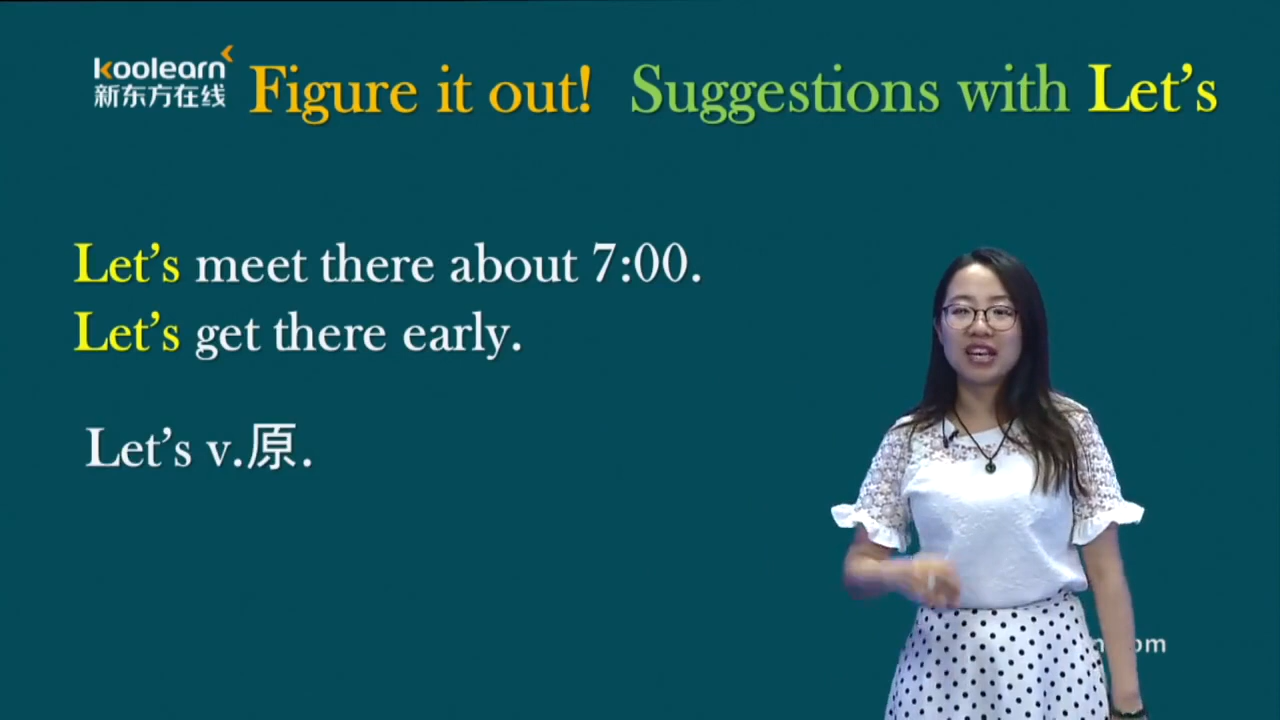 koolearn
新东方在线
Figure it out! Suggestions with Let's
Let's meet there about 7:00.
Let's get there early.
Let's v.原.